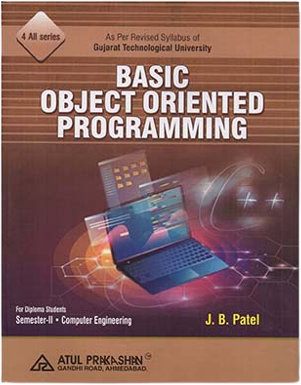 4 All series
As Per Revised Syllabus of
Gujarat Technological University
BASIC
OBJECT ORIENTED
PROGRAMMING
C++
For Diploma Students
Semester-II • Computer Engineering
J. B. Patel
ATUL PRAKASHAN™
GANDHI ROAD, AHMEDABAD.